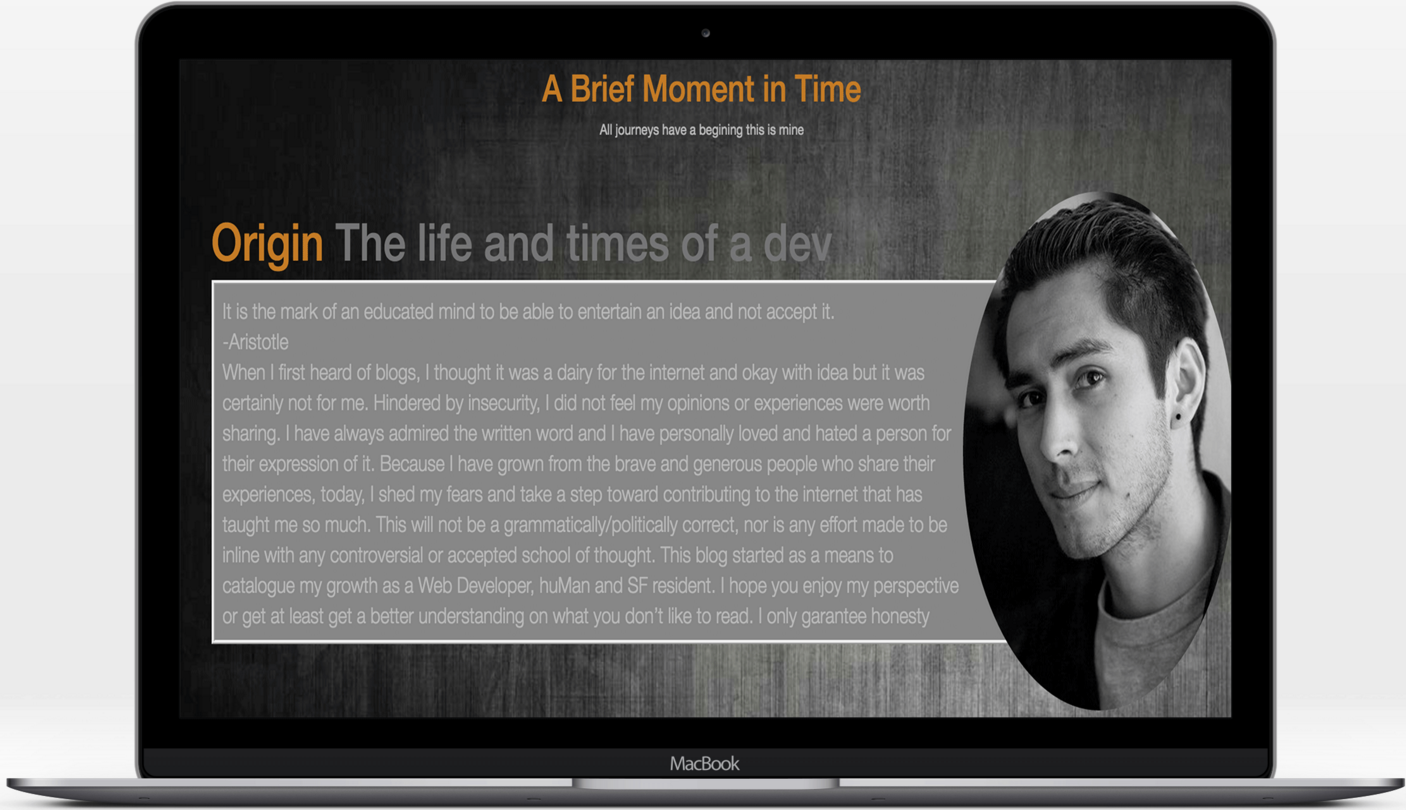 A Brief Moment in Time
All journeys have a begining this is mine
Origin The life and times of a dev
It is the mark of an educated mind to be able to entertain an idea and not accept it.
-Aristotle
When I first heard of blogs, I thought it was a dairy for the internet and okay with idea but it was
certainly not for me. Hindered by insecurity, I did not feel my opinions or experiences were worth
sharing. I have always admired the written word and I have personally loved and hated a person for
their expression of it. Because I have grown from the brave and generous people who share their
experiences, today, I shed my fears and take a step toward contributing to the internet that has
taught me so much. This will not be a grammatically/politically correct, nor is any effort made to be
inline with any controversial or accepted school of thought. This blog started as a means to
catalogue my growth as a Web Developer, huMan and SF resident. I hope you enjoy my perspective
or get at least get a better understanding on what you don't like to read. I only garantee honesty
MacBook